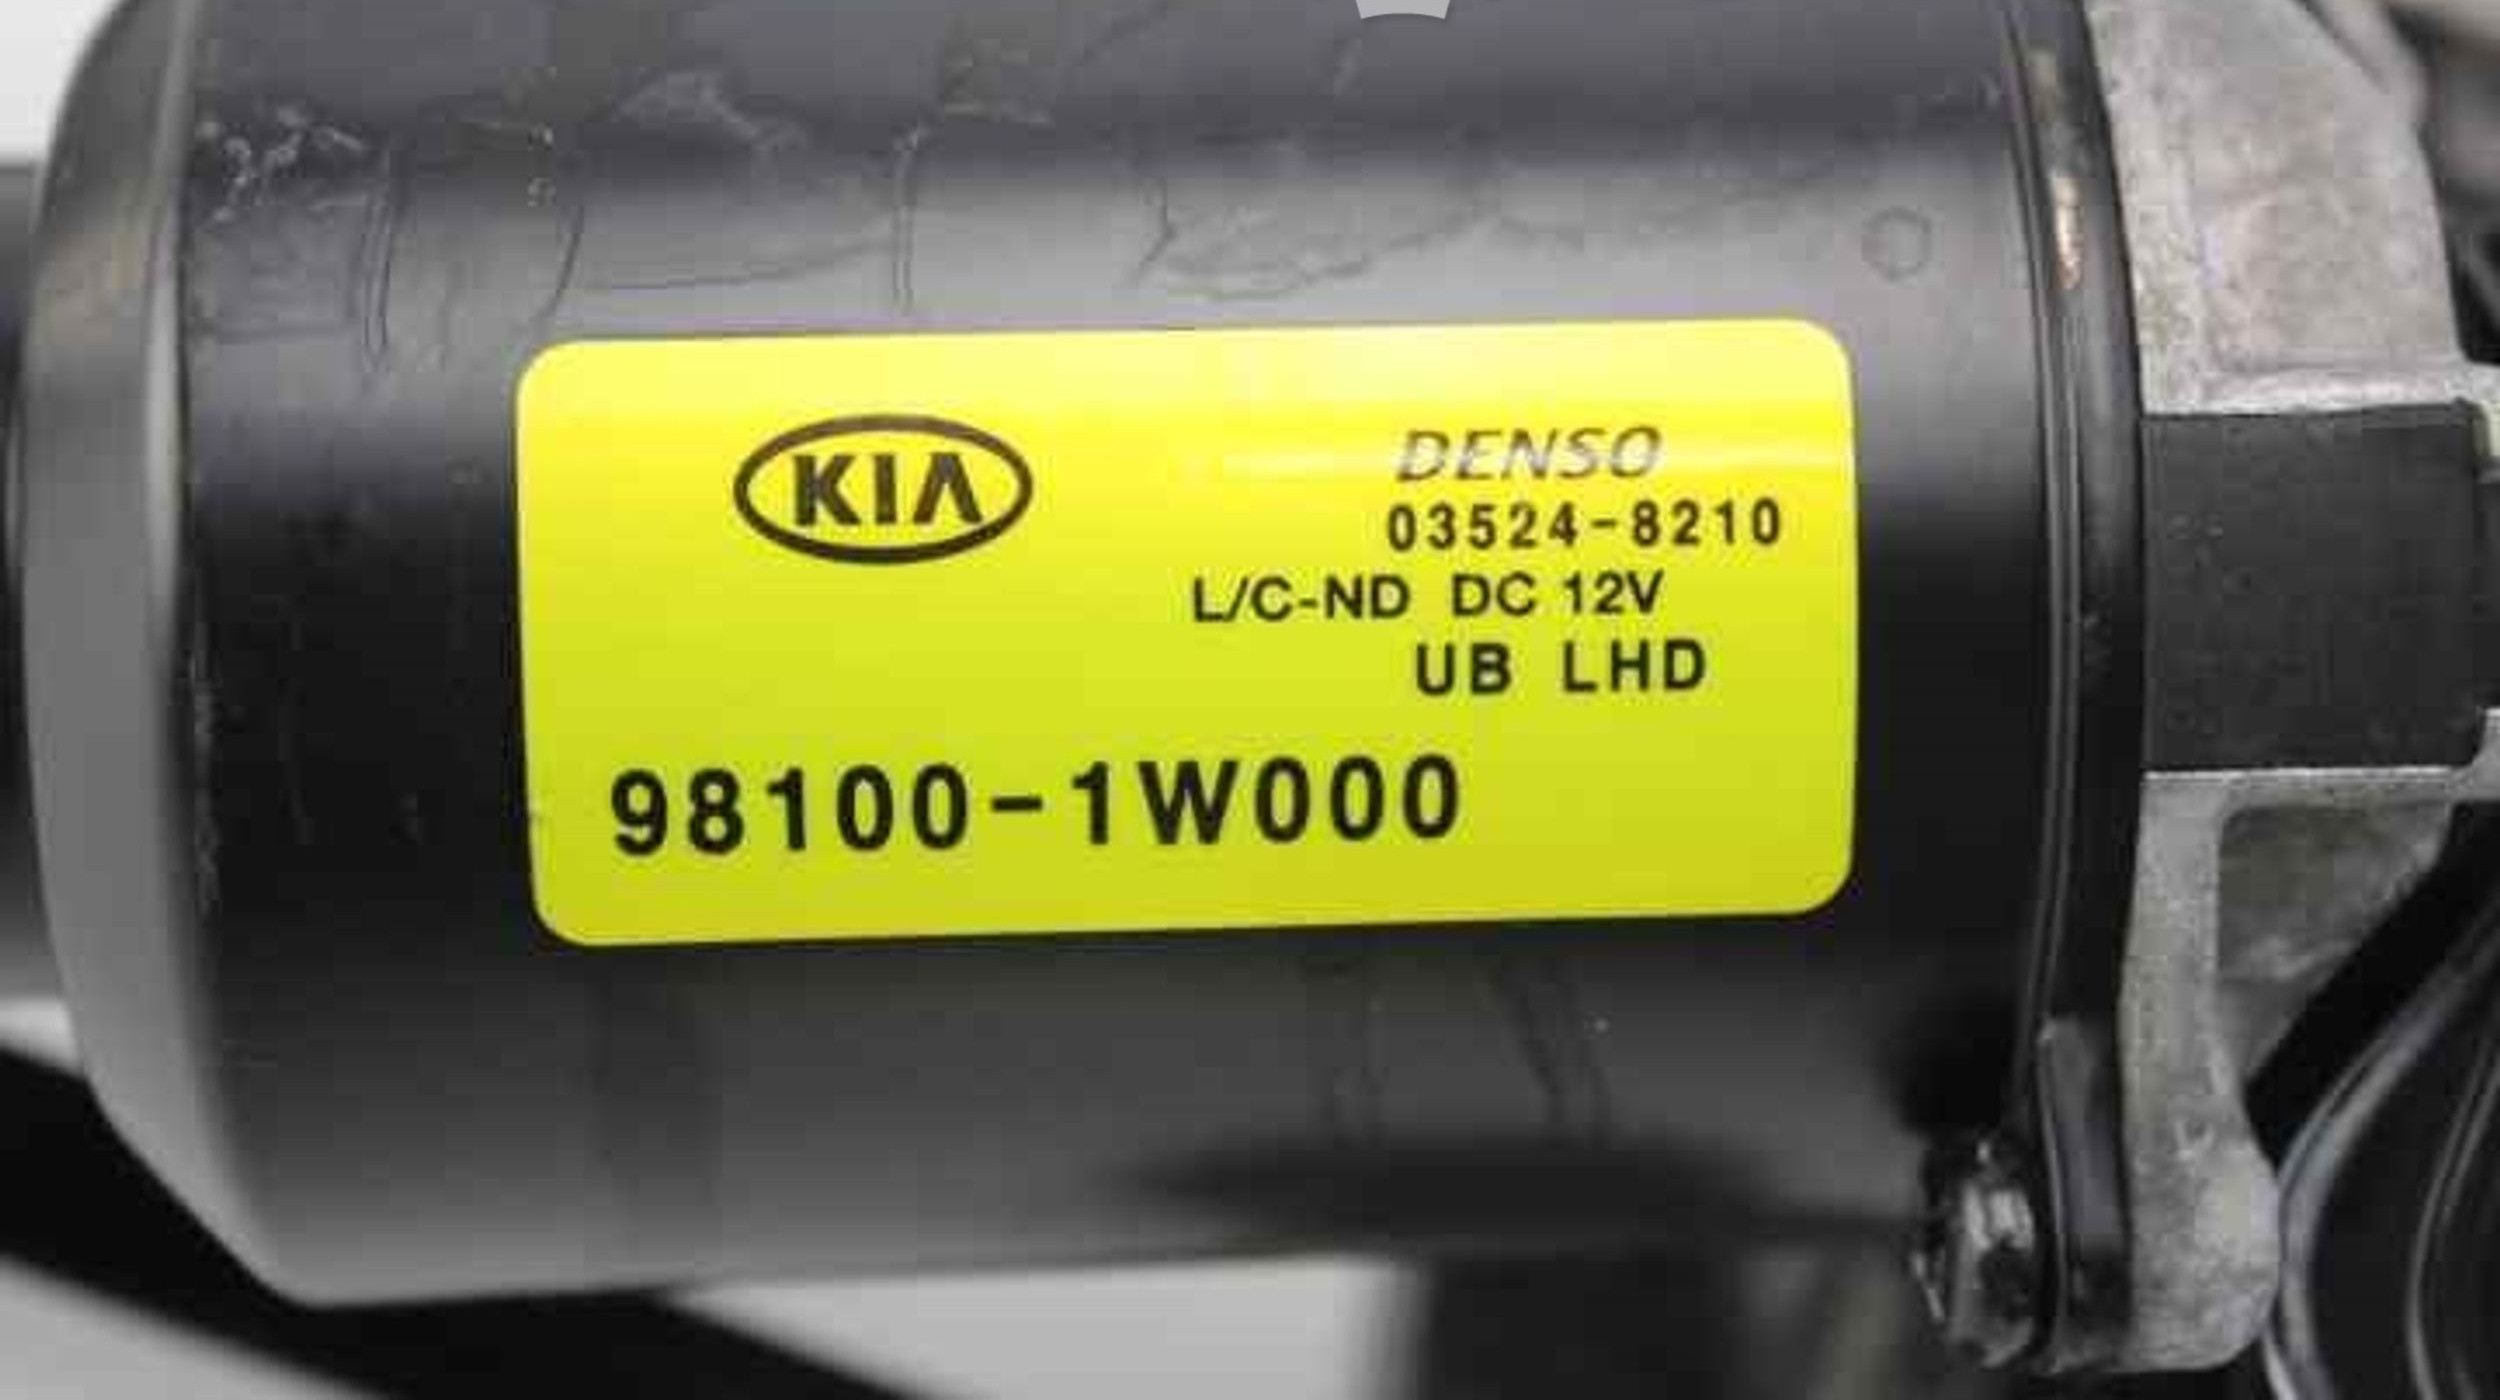 KIA
DENSO
03524-8210
L/C-ND DC 12V
UB LHD
98100-1W000